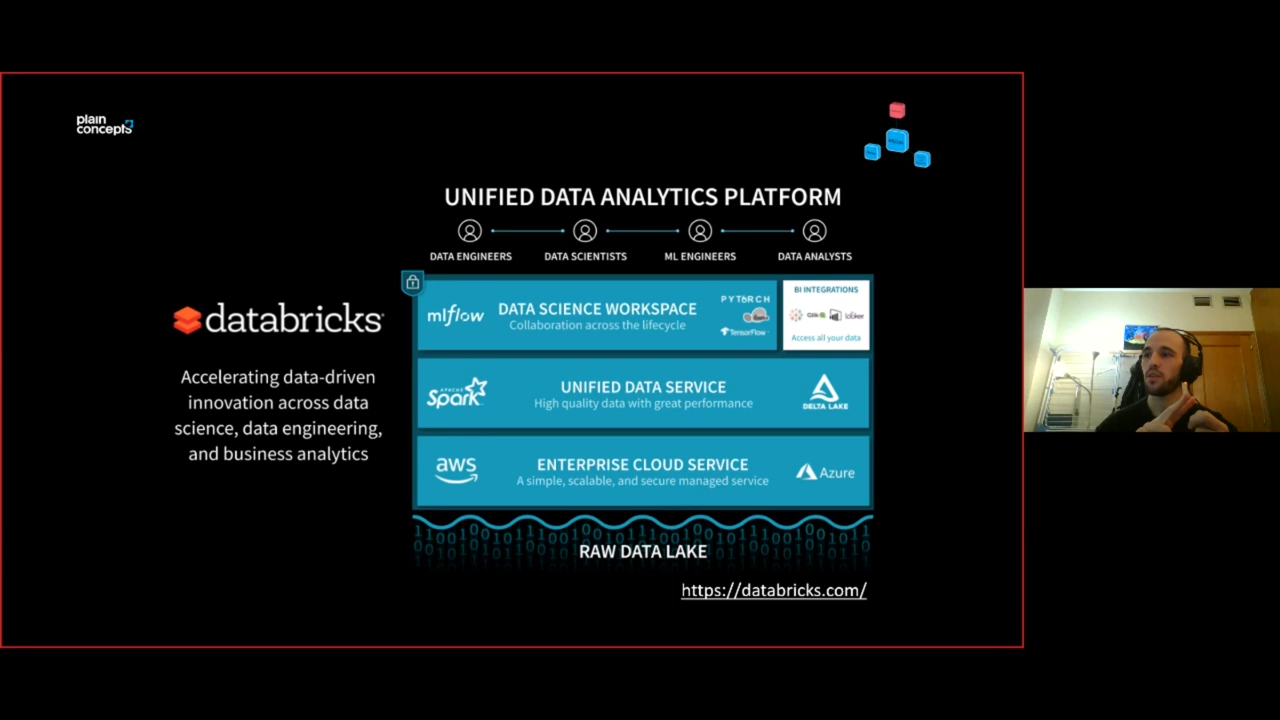 plain
concepts
UNIFIED DATA ANALYTICS PLATFORM
DATA ENGINEERS
DATA SCIENTISTS
ML ENGINEERS
DATA ANALYSTS
databricks
Accelerating data-driven
innovation across data
science, data engineering,
and business analytics
mlflow
DATA SCIENCE WORKSPACE
Collaboration across the lifecycle
PYTORCH
TensorFlow
BI INTEGRATIONS
Qlik
looker
Access all your data
APACHE
Spark
UNIFIED DATA SERVICE
High quality data with great performance
DELTA LAKE
aws
ENTERPRISE CLOUD SERVICE
A simple, scalable, and secure managed service
Azure
RAW DATA LAKE
https://databricks.com/